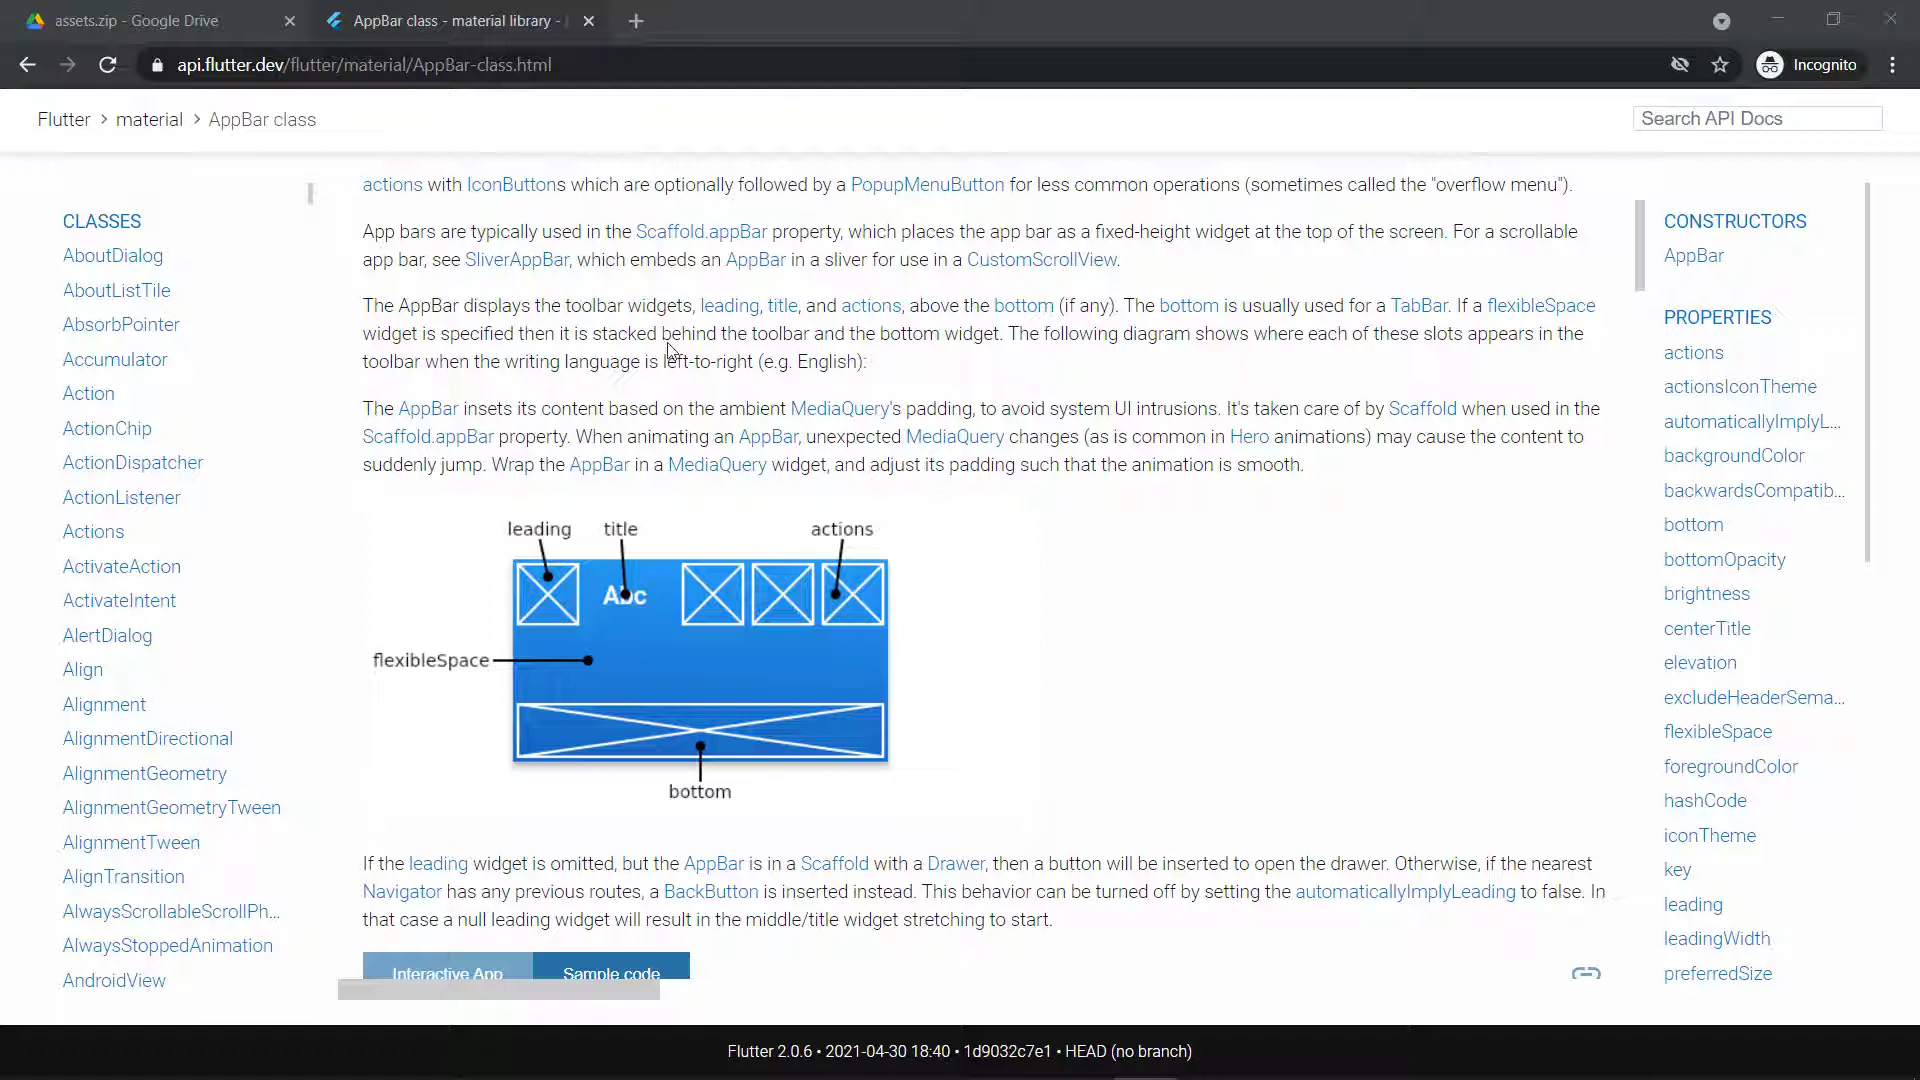 assets.zip - Google Drive
AppBar class - material library -
api.flutter.dev/flutter/material/AppBar-class.html
Incognito
Flutter > material > AppBar class
Search API Docs
CLASSES
AboutDialog
AboutListTile
AbsorbPointer
Accumulator
Action
ActionChip
ActionDispatcher
ActionListener
Actions
ActivateAction
ActivateIntent
AlertDialog
Align
Alignment
AlignmentDirectional
AlignmentGeometry
AlignmentGeometryTween
AlignmentTween
AlignTransition
AlwaysScrollableScrollPh...
AlwaysStoppedAnimation
AndroidView
actions with IconButtons which are optionally followed by a PopupMenuButton for less common operations (sometimes called the "overflow menu").
App bars are typically used in the Scaffold.appBar property, which places the app bar as a fixed-height widget at the top of the screen. For a scrollable
app bar, see SliverAppBar, which embeds an AppBar in a sliver for use in a CustomScrollView.
The AppBar displays the toolbar widgets, leading, title, and actions, above the bottom (if any). The bottom is usually used for a TabBar. If a flexibleSpace
widget is specified then it is stacked behind the toolbar and the bottom widget. The following diagram shows where each of these slots appears in the
toolbar when the writing language is left-to-right (e.g. English):
The AppBar insets its content based on the ambient MediaQuery's padding, to avoid system UI intrusions. It's taken care of by Scaffold when used in the
Scaffold.appBar property. When animating an AppBar, unexpected MediaQuery changes (as is common in Hero animations) may cause the content to
suddenly jump. Wrap the AppBar in a MediaQuery widget, and adjust its padding such that the animation is smooth.
leading title actions
Abc
flexibleSpace
bottom
If the leading widget is omitted, but the AppBar is in a Scaffold with a Drawer, then a button will be inserted to open the drawer. Otherwise, if the nearest
Navigator has any previous routes, a BackButton is inserted instead. This behavior can be turned off by setting the automaticallyImplyLeading to false. In
that case a null leading widget will result in the middle/title widget stretching to start.
Interactive App Sample code
CONSTRUCTORS
AppBar
PROPERTIES
actions
actionsIconTheme
automaticallyImplyL...
backgroundColor
backwardsCompatib...
bottom
bottomOpacity
brightness
centerTitle
elevation
excludeHeaderSema...
flexibleSpace
foregroundColor
hashCode
iconTheme
key
leading
leadingWidth
preferredSize
Flutter 2.0.6 • 2021-04-30 18:40 • 1d9032c7e1 • HEAD (no branch)